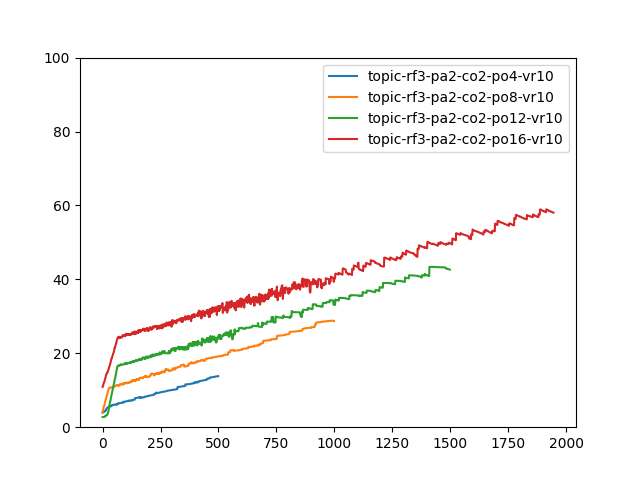 100
80
60
40
20
0
topic-rf3-pa2-co2-po4-vr10
topic-rf3-pa2-co2-po8-vr10
topic-rf3-pa2-co2-po12-vr10
topic-rf3-pa2-co2-po16-vr10
0 250 500 750 1000 1250 1500 1750 2000